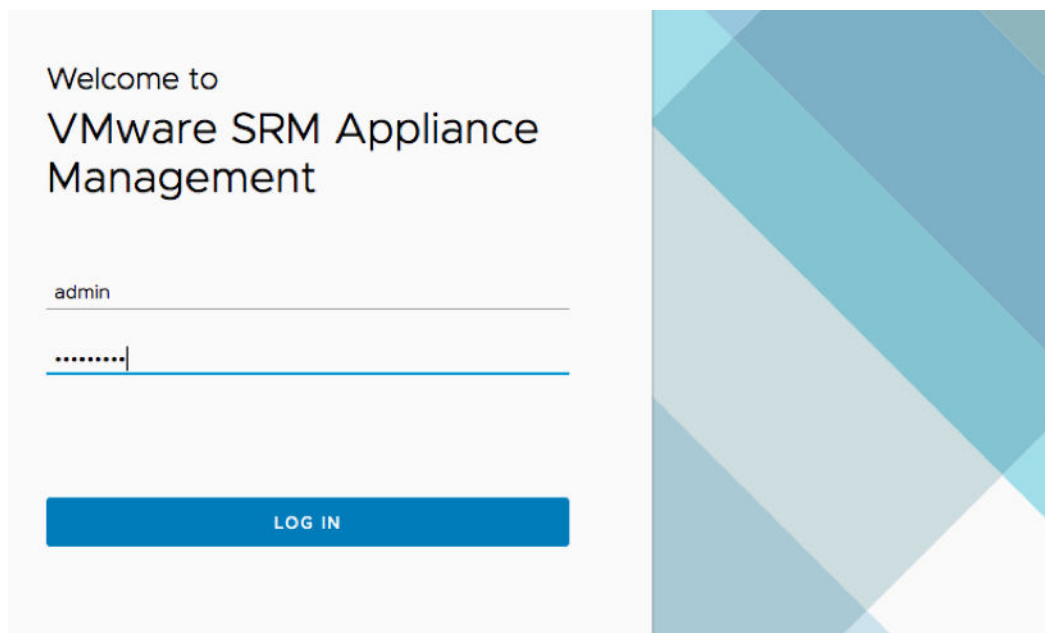 Welcome to
VMware SRM Appliance
Management
admin
•••••••••
LOG IN